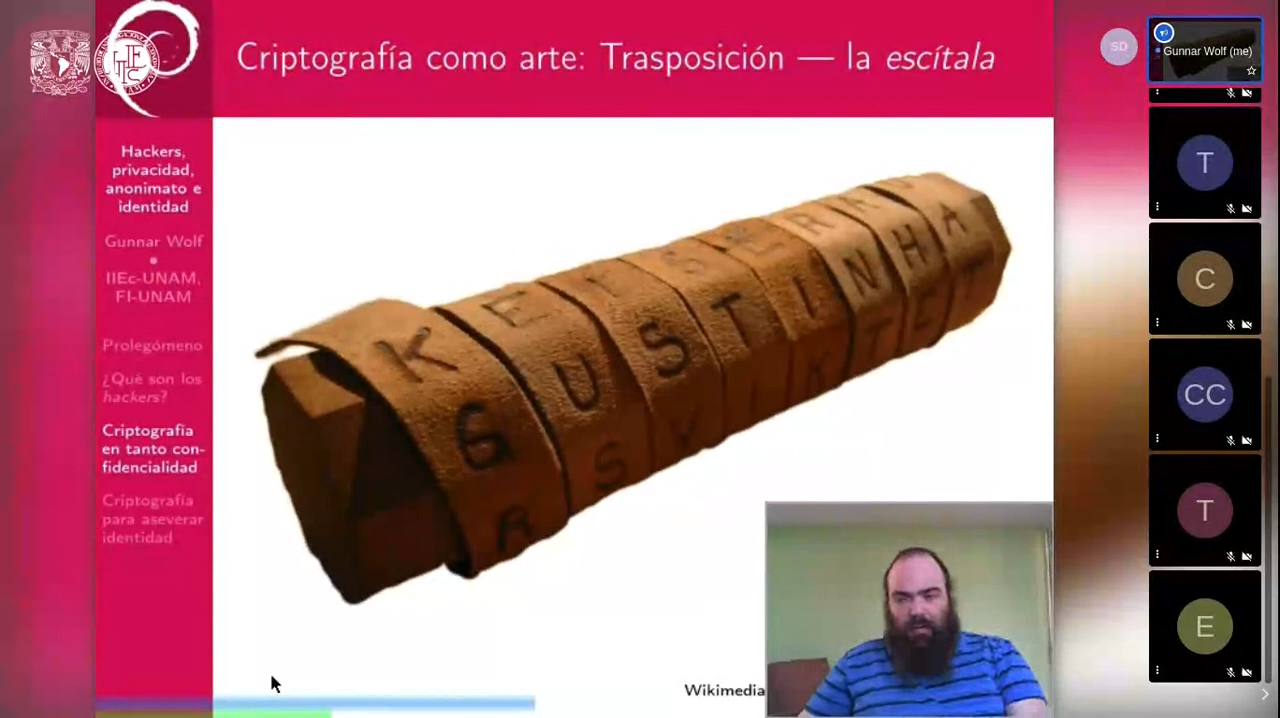 Criptografía como arte: Trasposición — la escítala
SD
Gunnar Wolf (me)
Hackers,
privacidad,
anonimato e
identidad
Gunnar Wolf
IIEc-UNAM,
FI-UNAM
Prolegómeno
¿Qué son los
hackers?
Criptografía
en tanto con-
fidencialidad
Criptografía
para aseverar
identidad
K E
G U S T I N H A
R S V
Wikimedia
T
C
CC
T
E